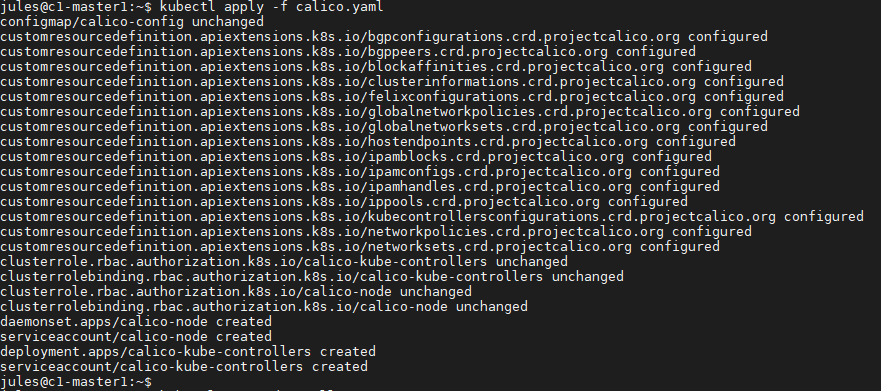 jules@c1-master1:~$ kubectl apply -f calico.yaml
configmap/calico-config unchanged
customresourcedefinition.apiextensions.k8s.io/bgpconfigurations.crd.projectcalico.org configured
customresourcedefinition.apiextensions.k8s.io/bgppeers.crd.projectcalico.org configured
customresourcedefinition.apiextensions.k8s.io/blockaffinities.crd.projectcalico.org configured
customresourcedefinition.apiextensions.k8s.io/clusterinformations.crd.projectcalico.org configured
customresourcedefinition.apiextensions.k8s.io/felixconfigurations.crd.projectcalico.org configured
customresourcedefinition.apiextensions.k8s.io/globalnetworkpolicies.crd.projectcalico.org configured
customresourcedefinition.apiextensions.k8s.io/globalnetworksets.crd.projectcalico.org configured
customresourcedefinition.apiextensions.k8s.io/hostendpoints.crd.projectcalico.org configured
customresourcedefinition.apiextensions.k8s.io/ipamblocks.crd.projectcalico.org configured
customresourcedefinition.apiextensions.k8s.io/ipamconfigs.crd.projectcalico.org configured
customresourcedefinition.apiextensions.k8s.io/ipamhandles.crd.projectcalico.org configured
customresourcedefinition.apiextensions.k8s.io/ippools.crd.projectcalico.org configured
customresourcedefinition.apiextensions.k8s.io/kubecontrollersconfigurations.crd.projectcalico.org configured
customresourcedefinition.apiextensions.k8s.io/networkpolicies.crd.projectcalico.org configured
customresourcedefinition.apiextensions.k8s.io/networksets.crd.projectcalico.org configured
clusterrole.rbac.authorization.k8s.io/calico-kube-controllers unchanged
clusterrolebinding.rbac.authorization.k8s.io/calico-kube-controllers unchanged
clusterrole.rbac.authorization.k8s.io/calico-node unchanged
clusterrolebinding.rbac.authorization.k8s.io/calico-node unchanged
daemonset.apps/calico-node created
serviceaccount/calico-node created
deployment.apps/calico-kube-controllers created
serviceaccount/calico-kube-controllers created
jules@c1-master1:~$